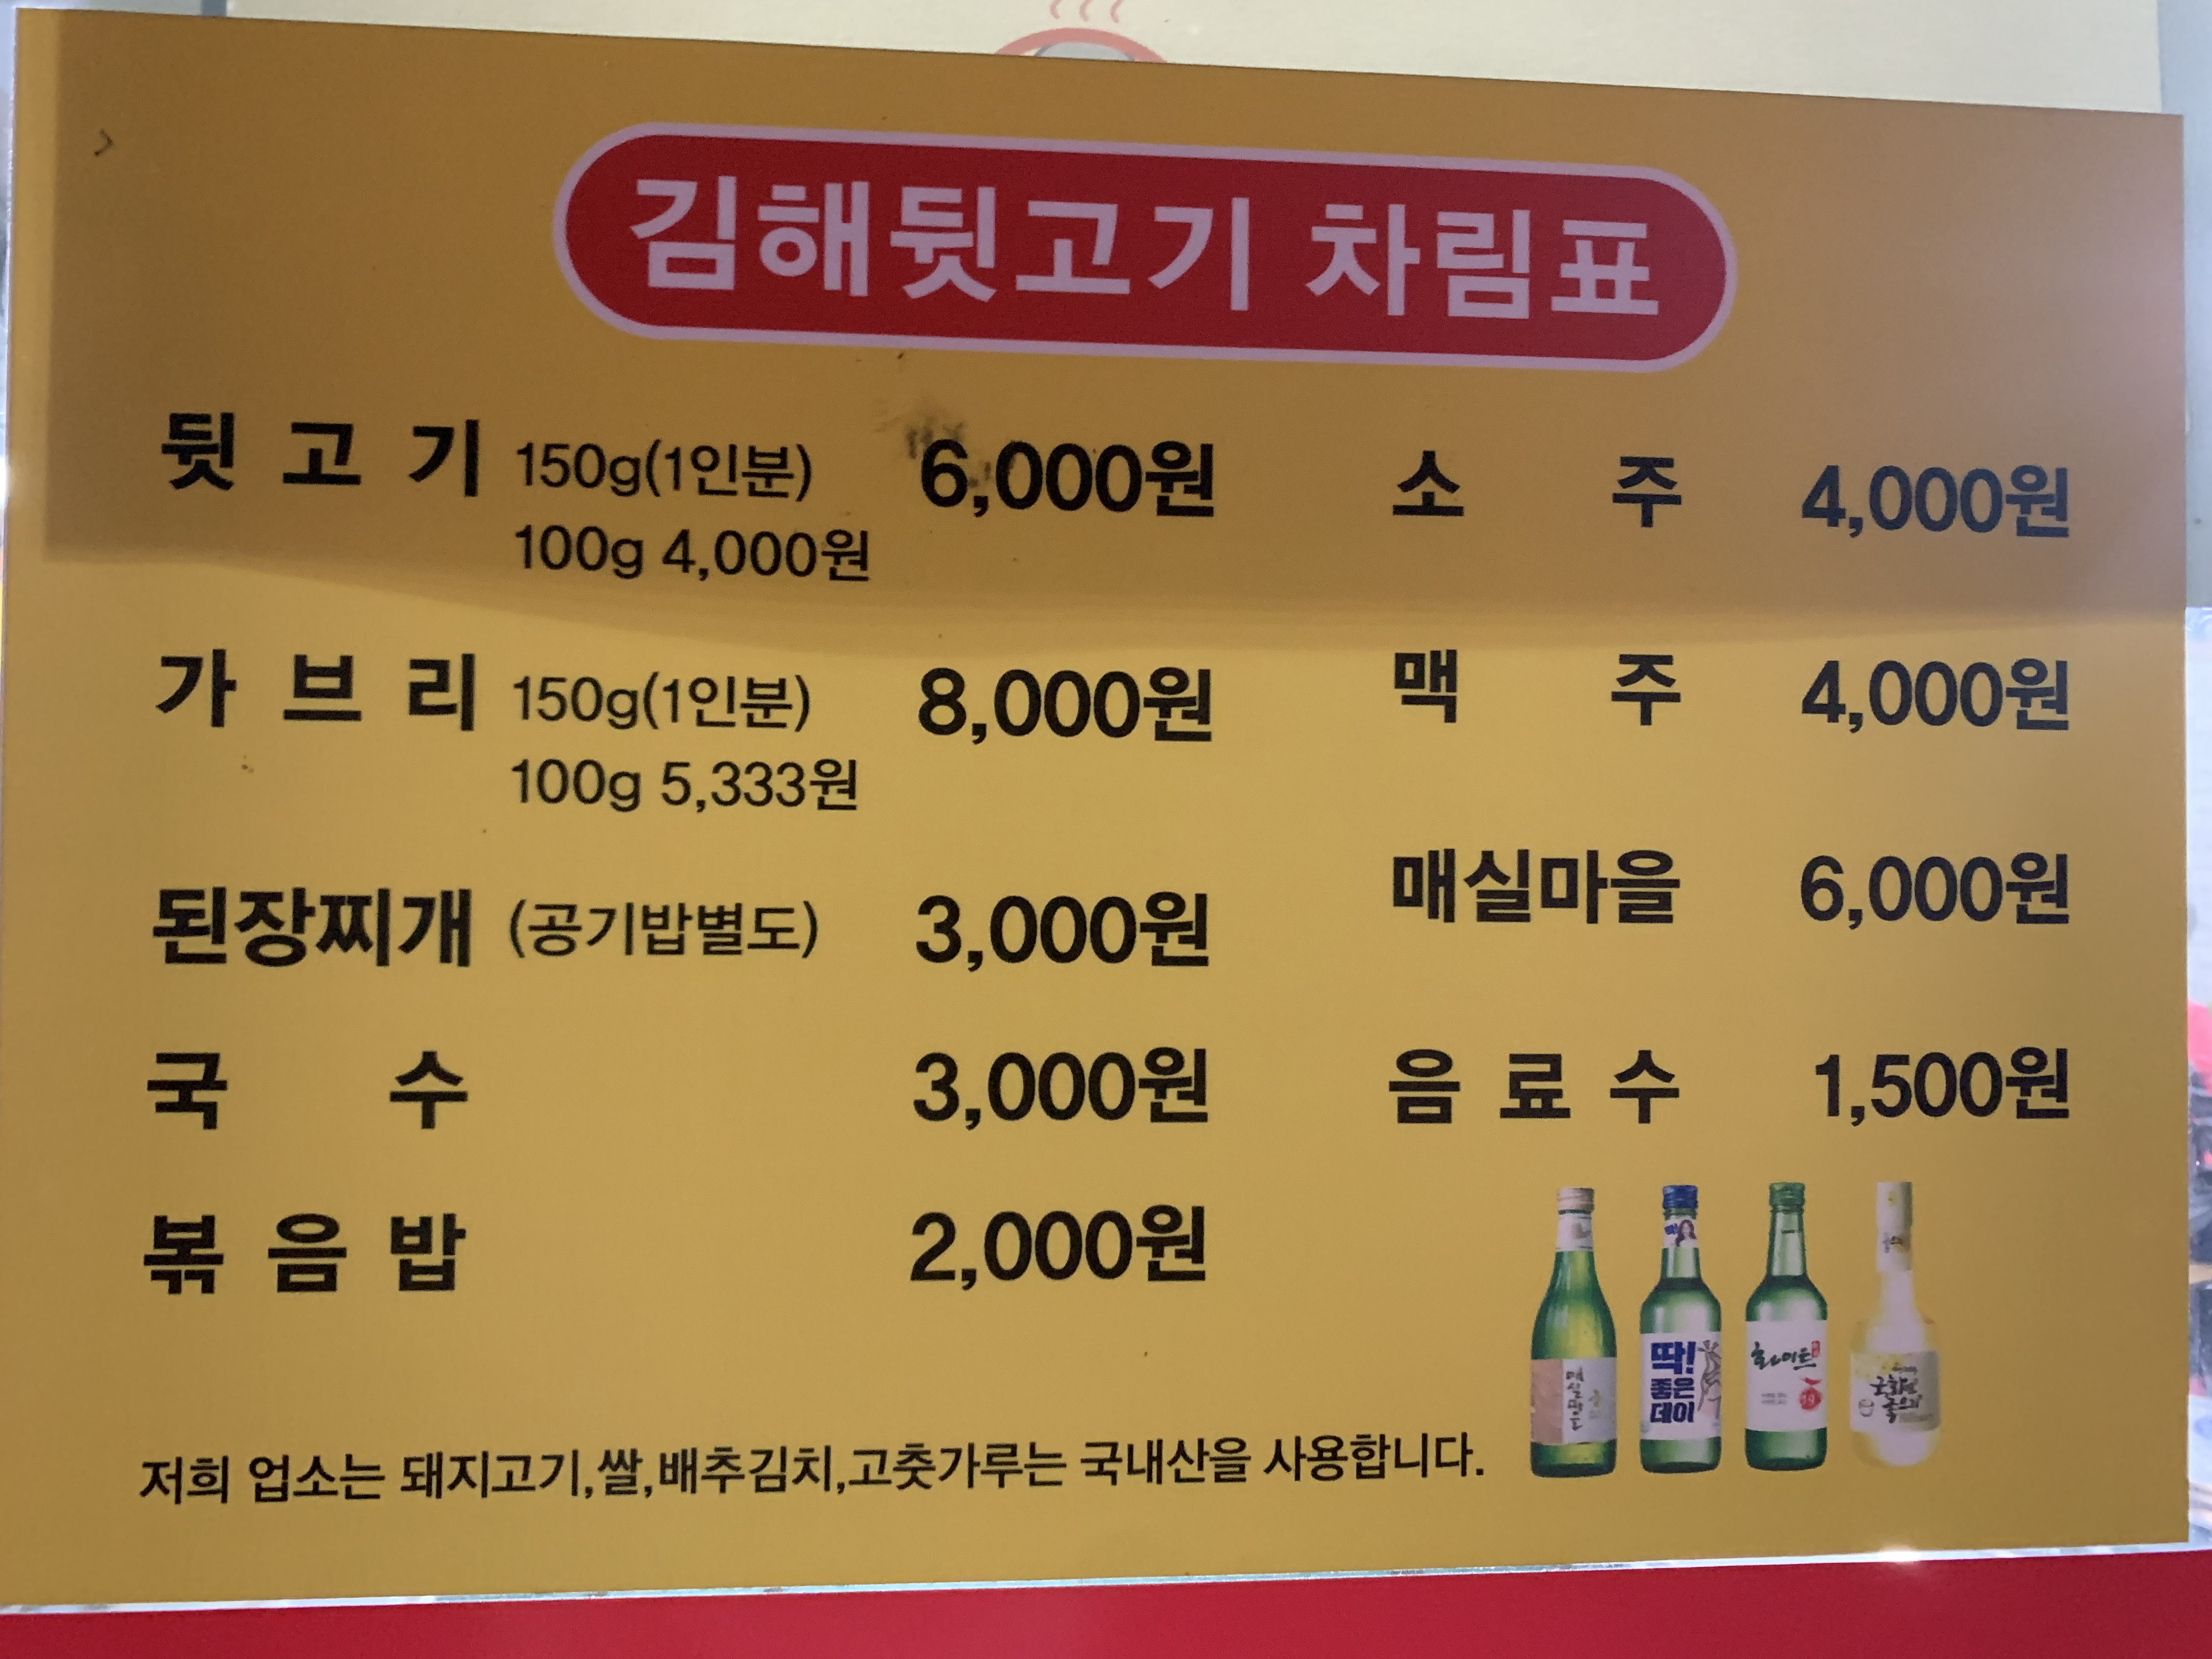 김해뒷고기 차림표
뒷고기 150g(1인분) 6,000원
100g 4,000원
가브리 150g(1인분) 8,000원
100g 5,333원
된장찌개 (공기밥별도) 3,000원
국수 3,000원
볶음밥 2,000원
소주 4,000원
맥주 4,000원
매실마을 6,000원
음료수 1,500원
매실마을
딱!
좋은
데이
화이트
저희 업소는 돼지고기,쌀,배추김치,고춧가루는 국내산을 사용합니다.